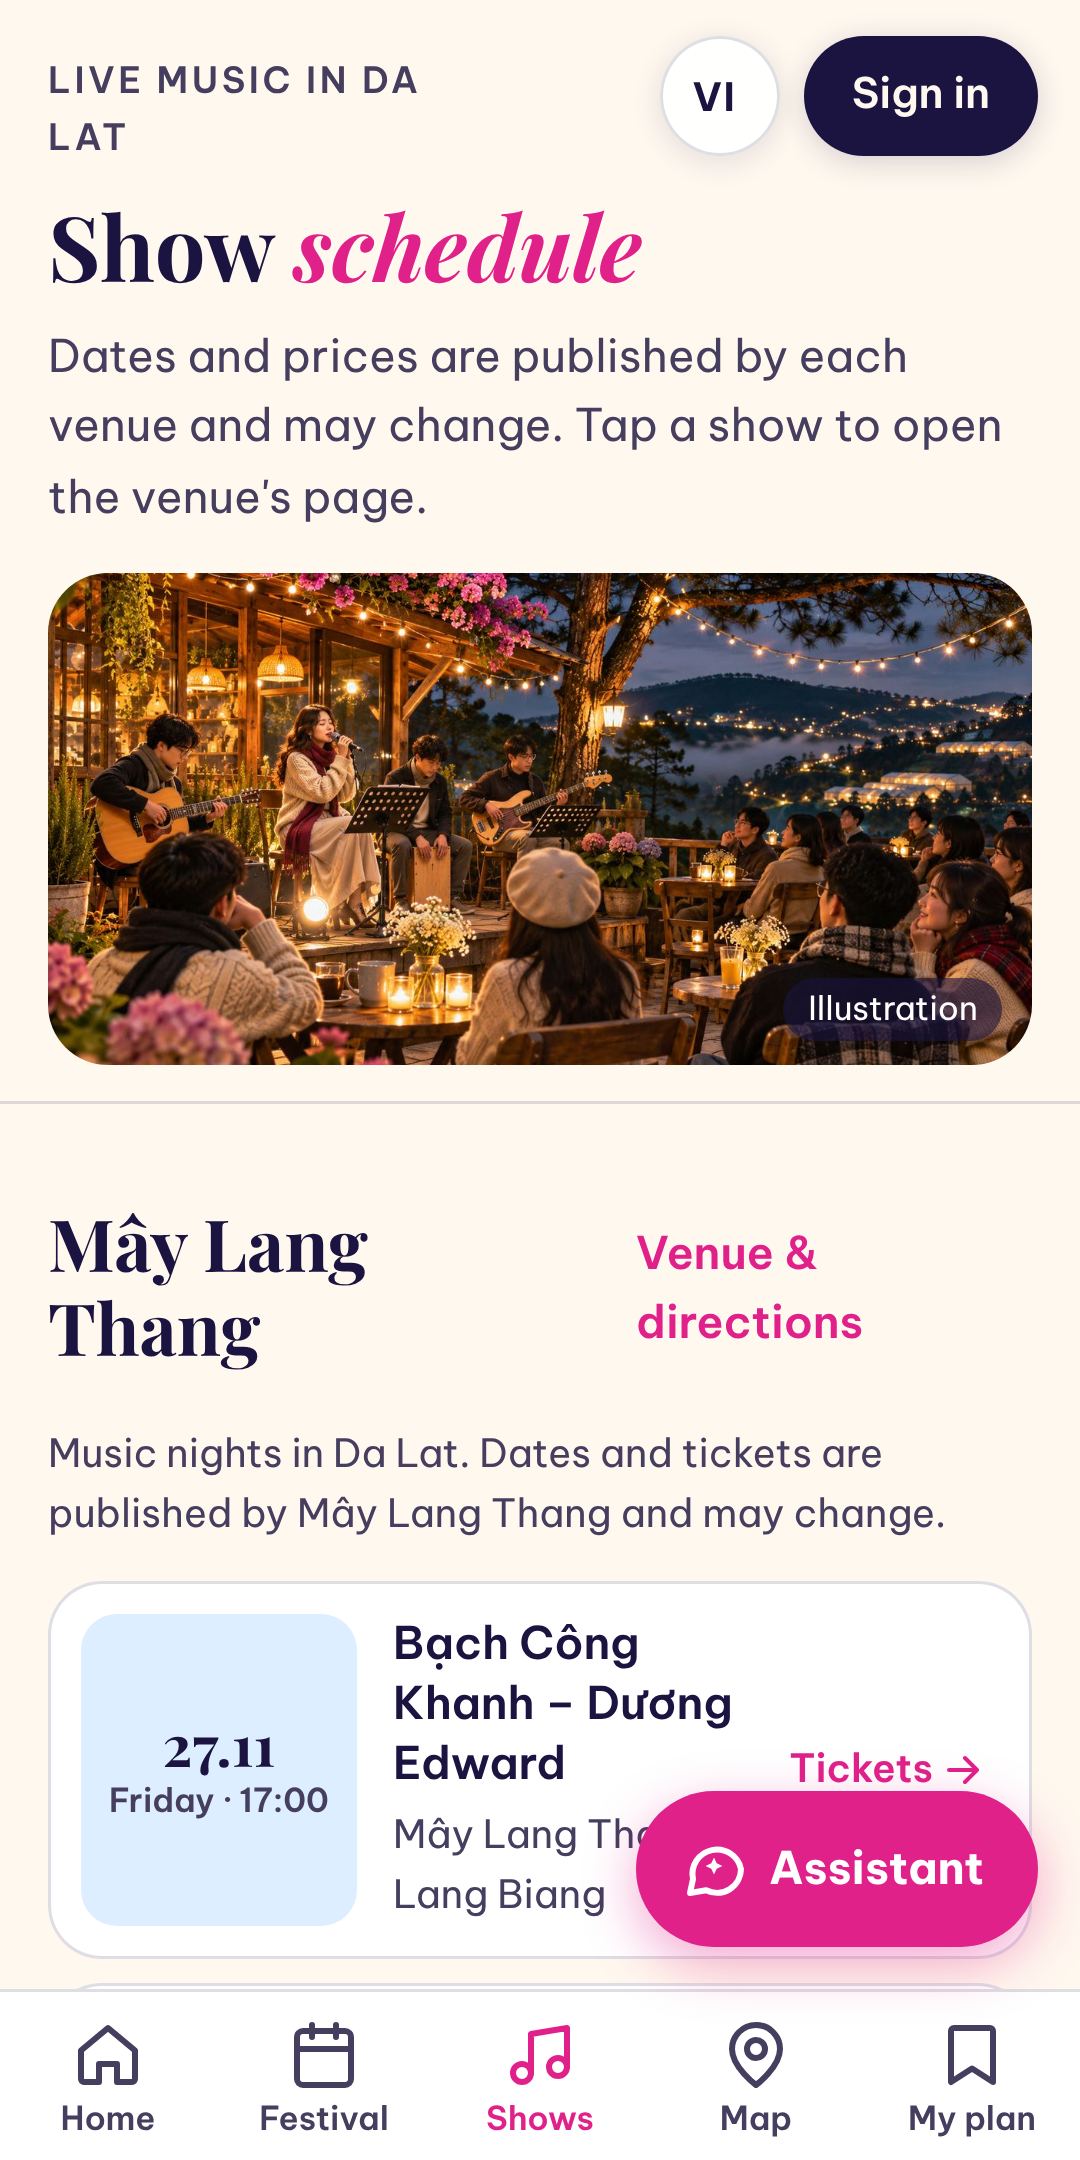 LIVE MUSIC IN DA
LAT
VI
Sign in
Show schedule
Dates and prices are published by each
venue and may change. Tap a show to open
the venue's page.
Illustration
Mây Lang
Thang
Venue &
directions
Music nights in Da Lat. Dates and tickets are
published by Mây Lang Thang and may change.
27.11
Friday · 17:00
Bạch Công
Khanh – Dương
Edward
Tickets →
Mây Lang
Lang Biang
Assistant
Home
Festival
Shows
Map
My plan